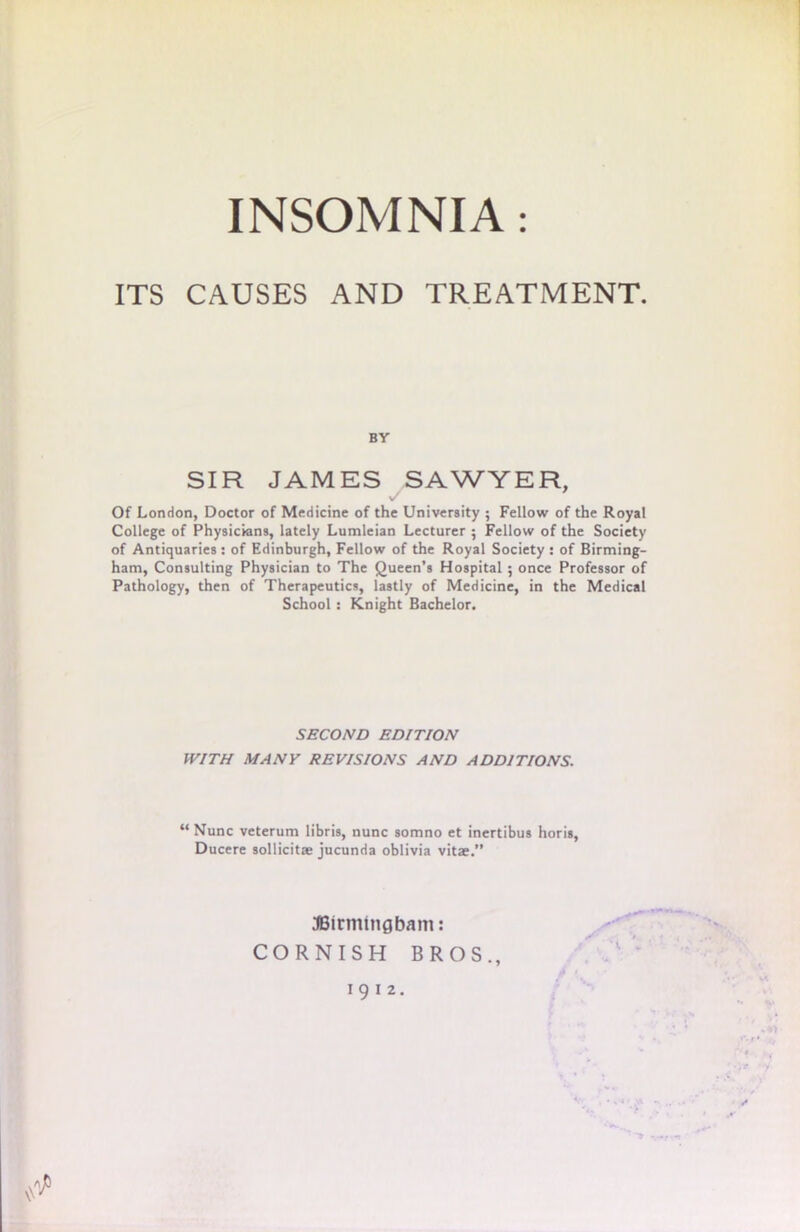 INSOMNIA:
ITS CAUSES AND TREATMENT.
BY
SIR JAMES SAWYER,
Of London, Doctor of Medicine of the University ; Fellow of the Royal
College of Physicians, lately Lumleian Lecturer ; Fellow of the Society
of Antiquaries : of Edinburgh, Fellow of the Royal Society : of Birming-
ham, Consulting Physician to The Queen's Hospital ; once Professor of
Pathology, then of Therapeutics, lastly of Medicine, in the Medical
School : Knight Bachelor.
SECOND EDITION
WITH MANY REVISIONS AND ADDITIONS.
“Nunc veterum libris, nunc somno et inertibus horis,
Ducere sollicitæ jucunda oblivia vitæ.”
Birmingham:
CORNISH BROS.,
1912.